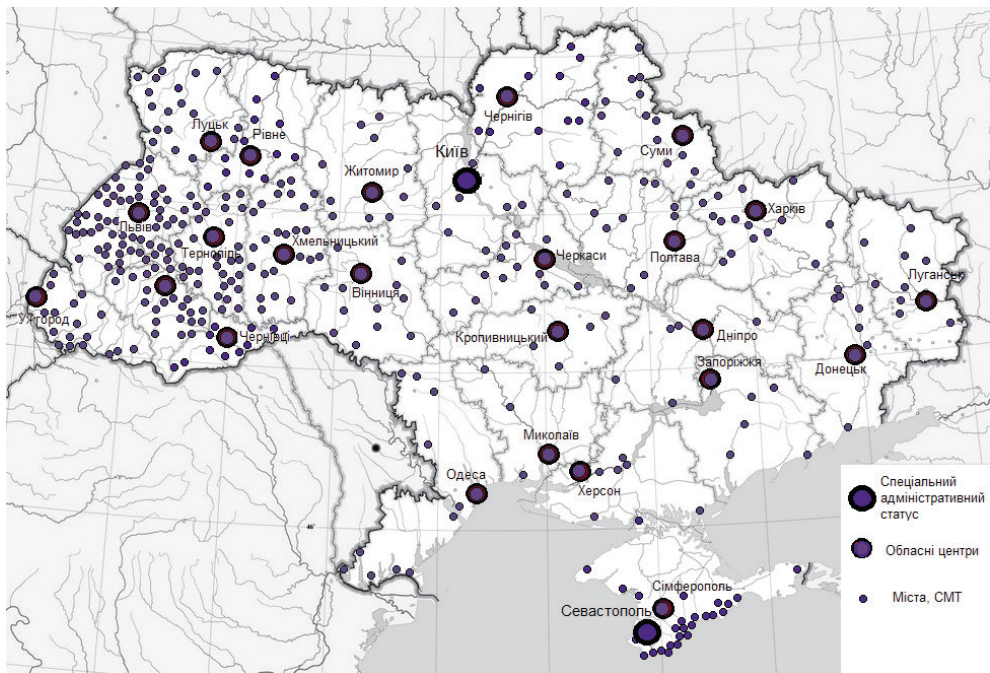 Чернігів
Луцьк
Рівне
Київ
Суми
Житомир
Львів
Харків
Тернопіль
Хмельницький
Черкаси
Полтава
Вінниця
Луганськ
Ужгород
Чернівці
Кропивницький
Дніпро
Запоріжжя
Донецьк
Миколаїв
Одеса
Херсон
Сімферополь
Севастополь
Спеціальний
адміністративний
статус
Обласні центри
Міста, СМТ